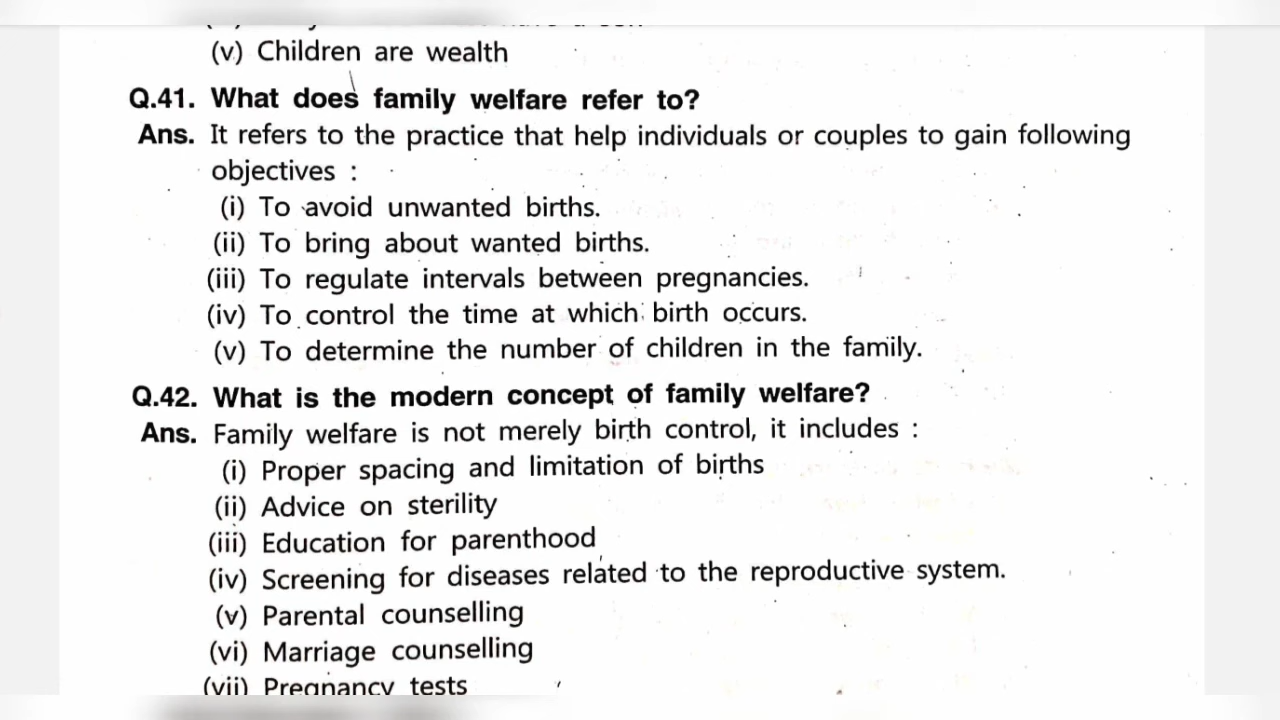 (v) Children are wealth
Q.41. What does family welfare refer to?
Ans. It refers to the practice that help individuals or couples to gain following
objectives :
(i) To avoid unwanted births.
(ii) To bring about wanted births.
(iii) To regulate intervals between pregnancies.
(iv) To control the time at which birth occurs.
(v) To determine the number of children in the family.
Q.42. What is the modern concept of family welfare?
Ans. Family welfare is not merely birth control, it includes :
(i) Proper spacing and limitation of births
(ii) Advice on sterility
(iii) Education for parenthood
(iv) Screening for diseases related to the reproductive system.
(v) Parental counselling
(vi) Marriage counselling
(vii) Pregnancy tests